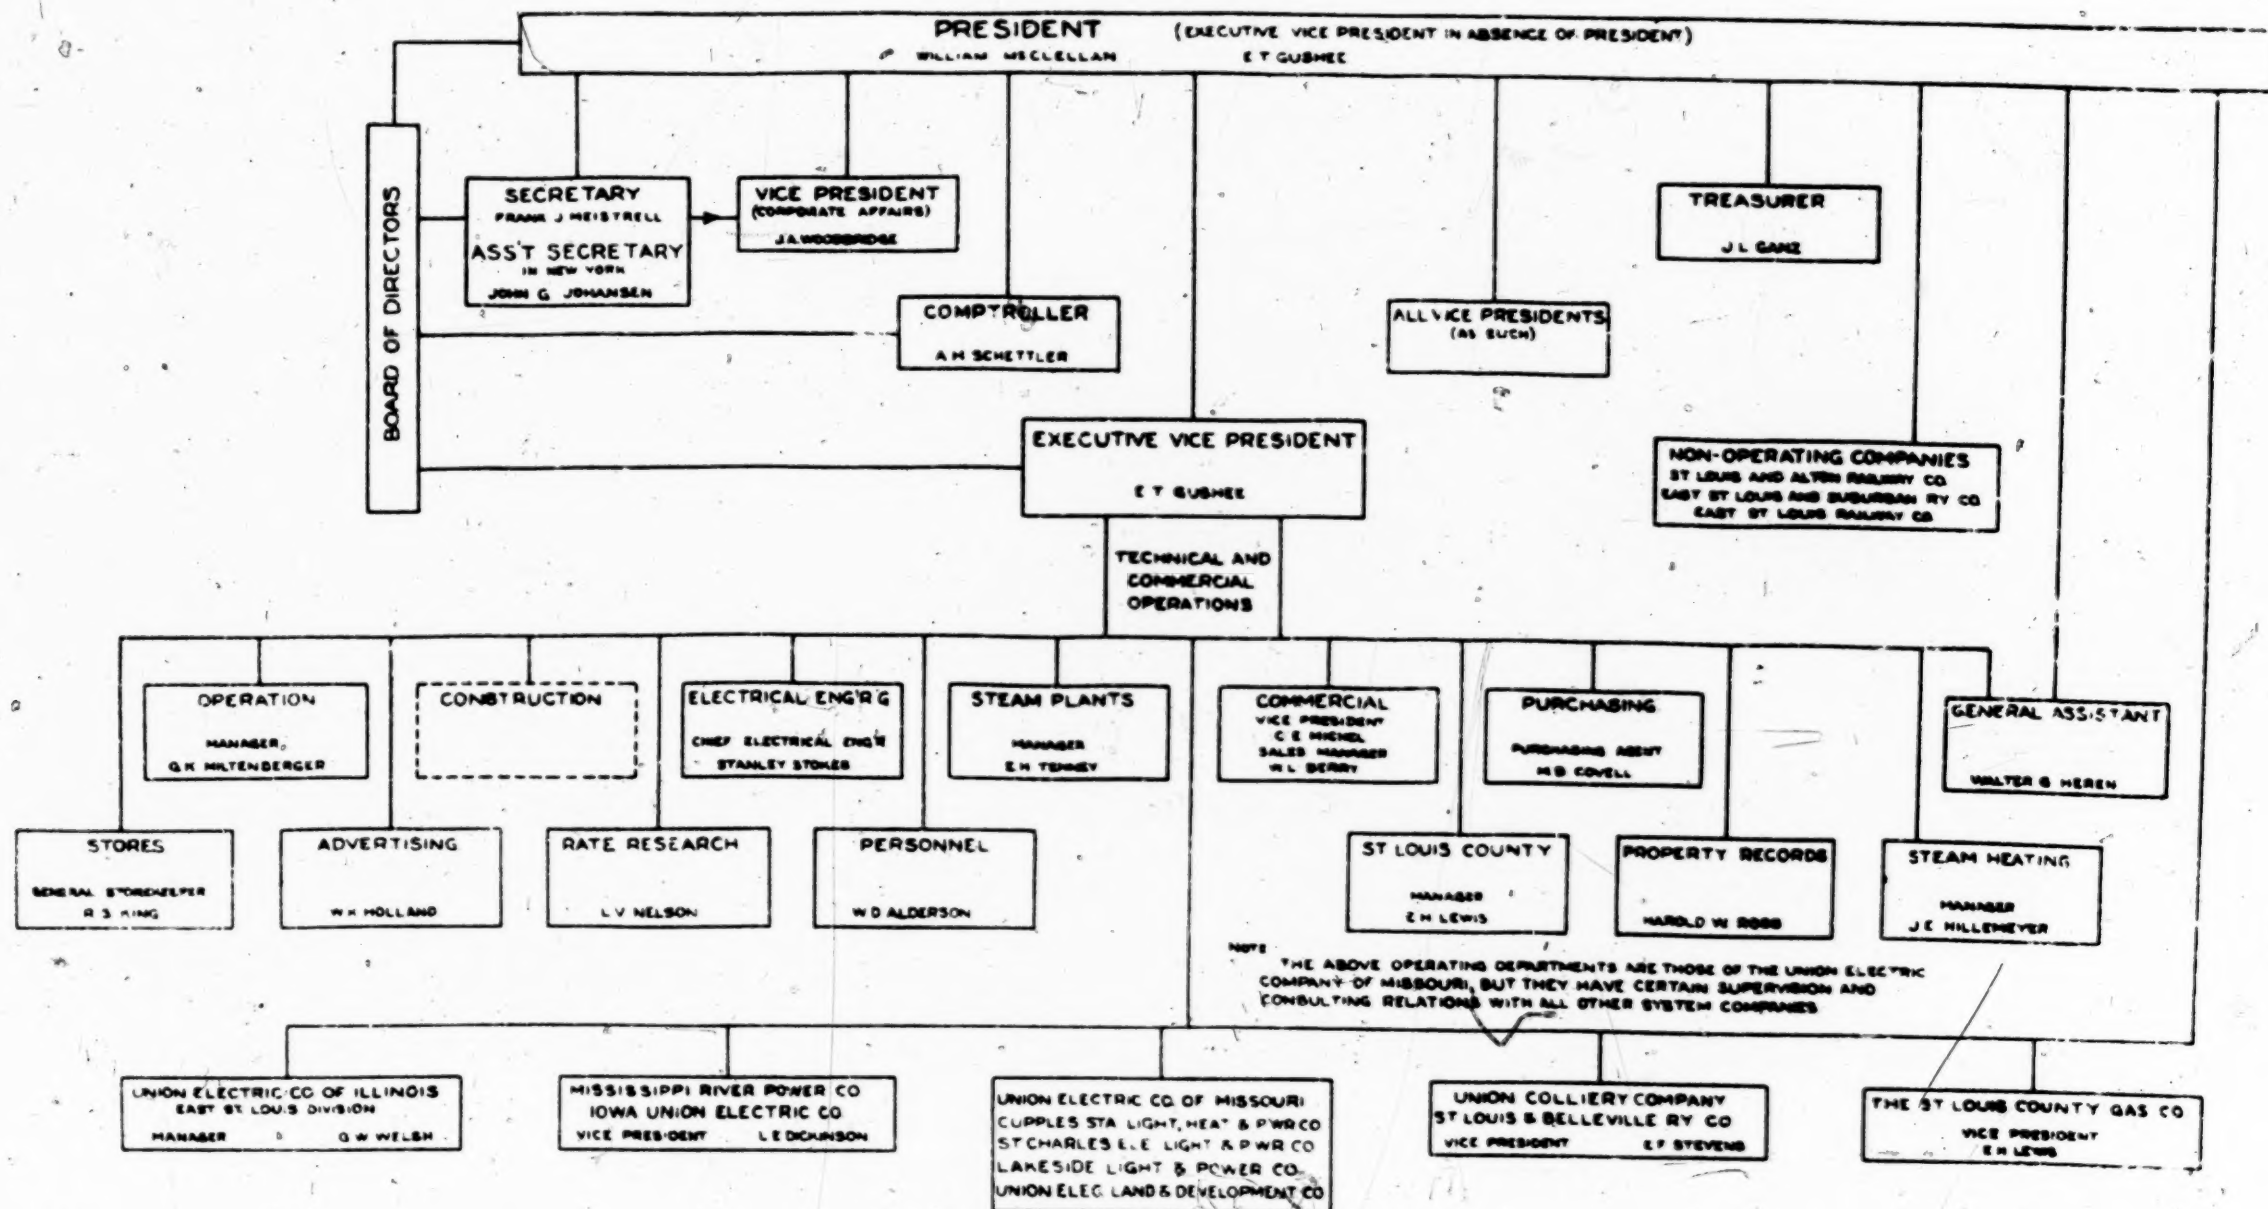 PRESIDENT (EXECUTIVE VICE PRESIDENT IN ABSENCE OF PRESIDENT)
WILLIAM MCCLELLAN E T GUSHEE
BOARD OF DIRECTORS
SECRETARY
FRANK J MEISTRELL
ASS'T SECRETARY
IN NEW YORK
JOHN G JOHANSEN
VICE PRESIDENT
(CORPORATE AFFAIRS)
J.A. WOODBRIDGE
TREASURER
J L GANZ
COMPTROLLER
A H SCHETTLER
ALL VICE PRESIDENTS
(AS SUCH)
EXECUTIVE VICE PRESIDENT
E T GUSHEE
NON-OPERATING COMPANIES
ST LOUIS AND ALTON RAILWAY CO
EAST ST LOUIS AND SUBURBAN RY CO
EAST ST LOUIS RAILWAY CO
TECHNICAL AND
COMMERCIAL
OPERATIONS
OPERATION
MANAGER
G K MILTENBERGER
CONSTRUCTION
ELECTRICAL ENG'R'G
CHIEF ELECTRICAL ENG'R
STANLEY STOKES
STEAM PLANTS
MANAGER
E H TENNEY
COMMERCIAL
VICE PRESIDENT
C E MICHEL
SALES MANAGER
W L BERRY
PURCHASING
PURCHASING AGENT
M B COVELL
GENERAL ASSISTANT
WALTER G HEREN
STORES
GENERAL STOREKEEPER
R S KING
ADVERTISING
W H HOLLAND
RATE RESEARCH
L V NELSON
PERSONNEL
W D ALDERSON
ST LOUIS COUNTY
MANAGER
E H LEWIS
PROPERTY RECORDS
HAROLD W ROBB
STEAM HEATING
MANAGER
J E HILLEMEYER
NOTE
THE ABOVE OPERATING DEPARTMENTS ARE THOSE OF THE UNION ELECTRIC
COMPANY OF MISSOURI, BUT THEY HAVE CERTAIN SUPERVISION AND
CONSULTING RELATIONS WITH ALL OTHER SYSTEM COMPANIES
UNION ELECTRIC CO OF ILLINOIS
EAST ST LOUIS DIVISION
MANAGER G W WELSH
MISSISSIPPI RIVER POWER CO
IOWA UNION ELECTRIC CO
VICE PRESIDENT L E DICKINSON
UNION ELECTRIC CO OF MISSOURI
CUPPLES STA LIGHT, HEAT & PWR CO
ST CHARLES ELE LIGHT & PWR CO
LAKESIDE LIGHT & POWER CO
UNION ELEC LAND & DEVELOPMENT CO
UNION COLLIERY COMPANY
ST LOUIS & BELLEVILLE RY CO
VICE PRESIDENT E F STEVENS
THE ST LOUIS COUNTY GAS CO
VICE PRESIDENT
E H LEWIS